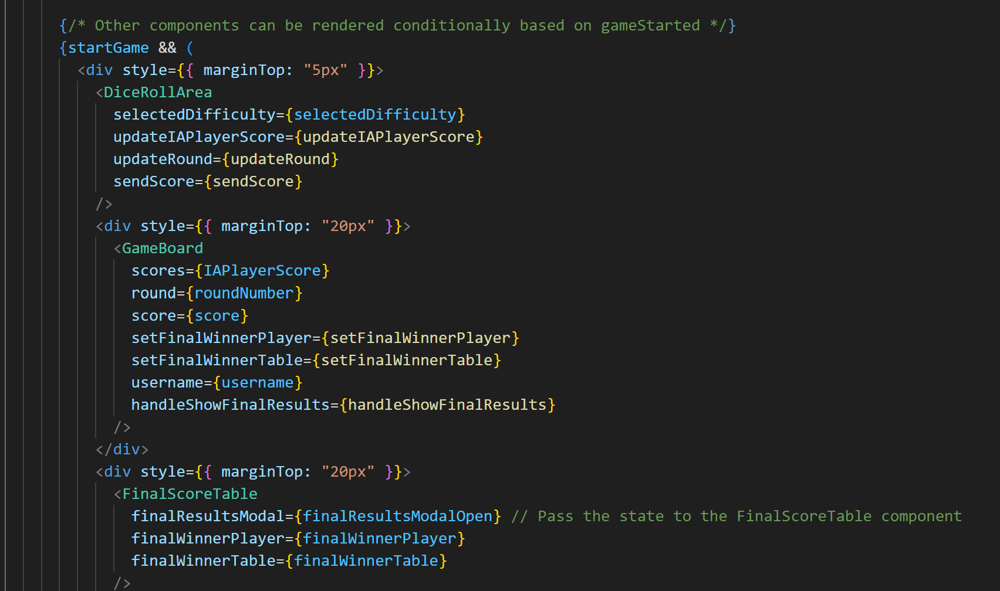 {/* Other components can be rendered conditionally based on gameStarted */}
{startGame && (
<div style={{ marginTop: "5px" }}>
<DiceRollArea
selectedDifficulty={selectedDifficulty}
updateIAPlayerScore={updateIAPlayerScore}
updateRound={updateRound}
sendScore={sendScore}
/>
<div style={{ marginTop: "20px" }}>
<GameBoard
scores={IAPlayerScore}
round={roundNumber}
score={score}
setFinalWinnerPlayer={setFinalWinnerPlayer}
setFinalWinnerTable={setFinalWinnerTable}
username={username}
handleShowFinalResults={handleShowFinalResults}
/>
</div>
<div style={{ marginTop: "20px" }}>
<FinalScoreTable
finalResultsModal={finalResultsModalOpen} // Pass the state to the FinalScoreTable component
finalWinnerPlayer={finalWinnerPlayer}
finalWinnerTable={finalWinnerTable}
/>